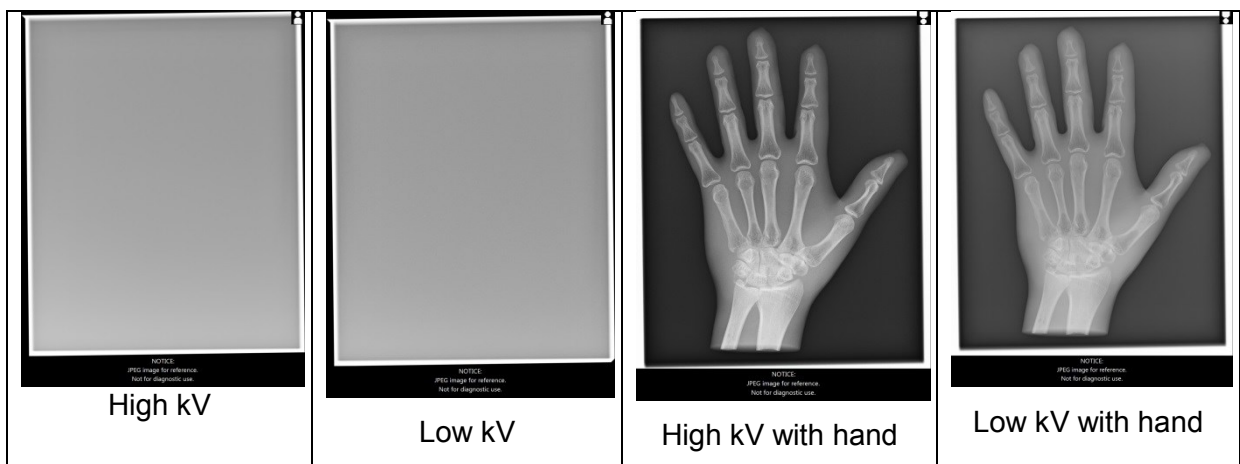 NOTICE:
JPEG image for reference.
Not for diagnostic use.
High kV
NOTICE:
JPEG image for reference.
Not for diagnostic use.
Low kV
NOTICE:
JPEG image for reference.
Not for diagnostic use.
High kV with hand
NOTICE:
JPEG image for reference.
Not for diagnostic use.
Low kV with hand